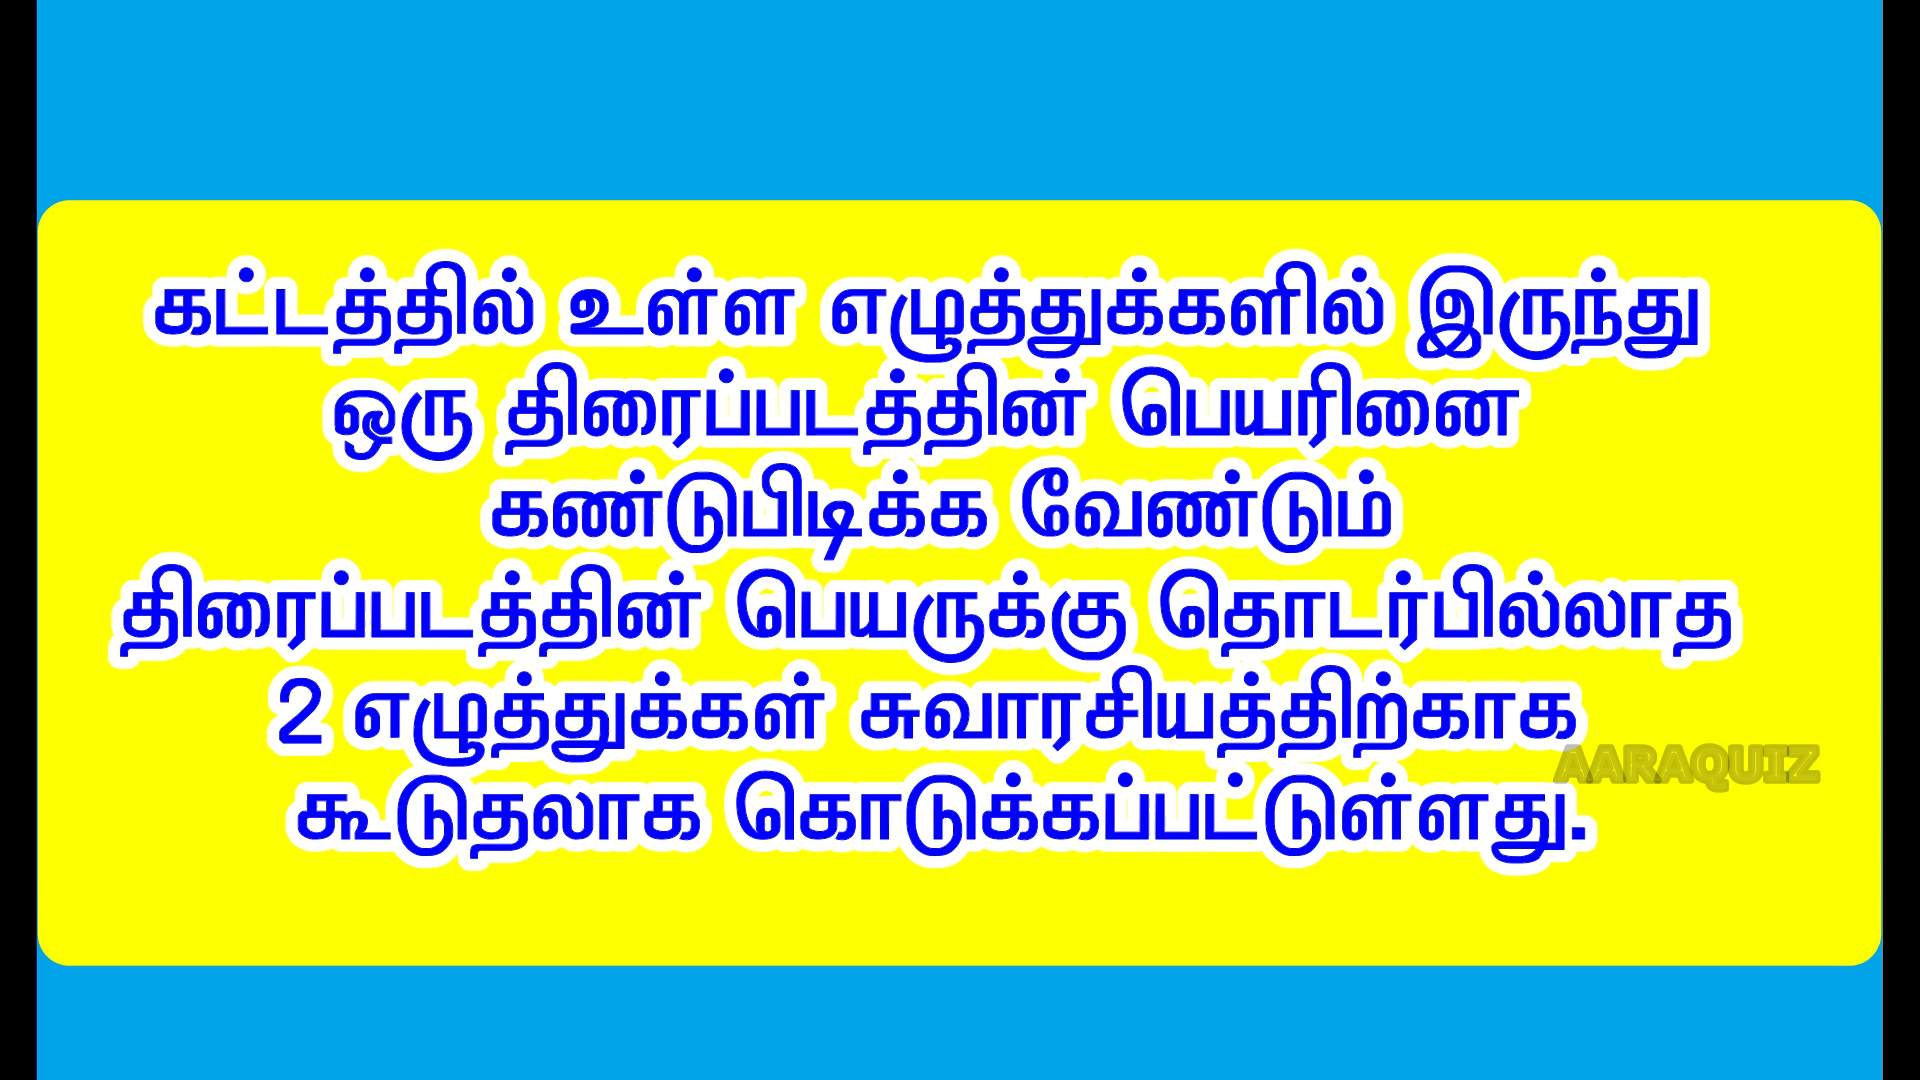 கட்டத்தில் உள்ள எழுத்துக்களில் இருந்து
ஒரு திரைப்படத்தின் பெயரினை
கண்டுபிடிக்க வேண்டும்
திரைப்படத்தின் பெயருக்கு தொடர்பில்லாத
2 எழுத்துக்கள் சுவாரசியத்திற்காக
AARAQUIZ
கூடுதலாக கொடுக்கப்பட்டுள்ளது.